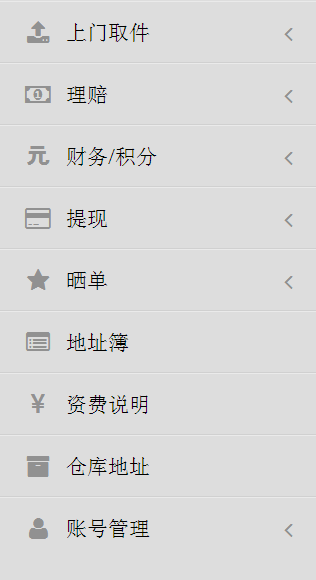 上门取件
理赔
元 财务/积分
提现
晒单
地址簿
¥ 资费说明
仓库地址
账号管理